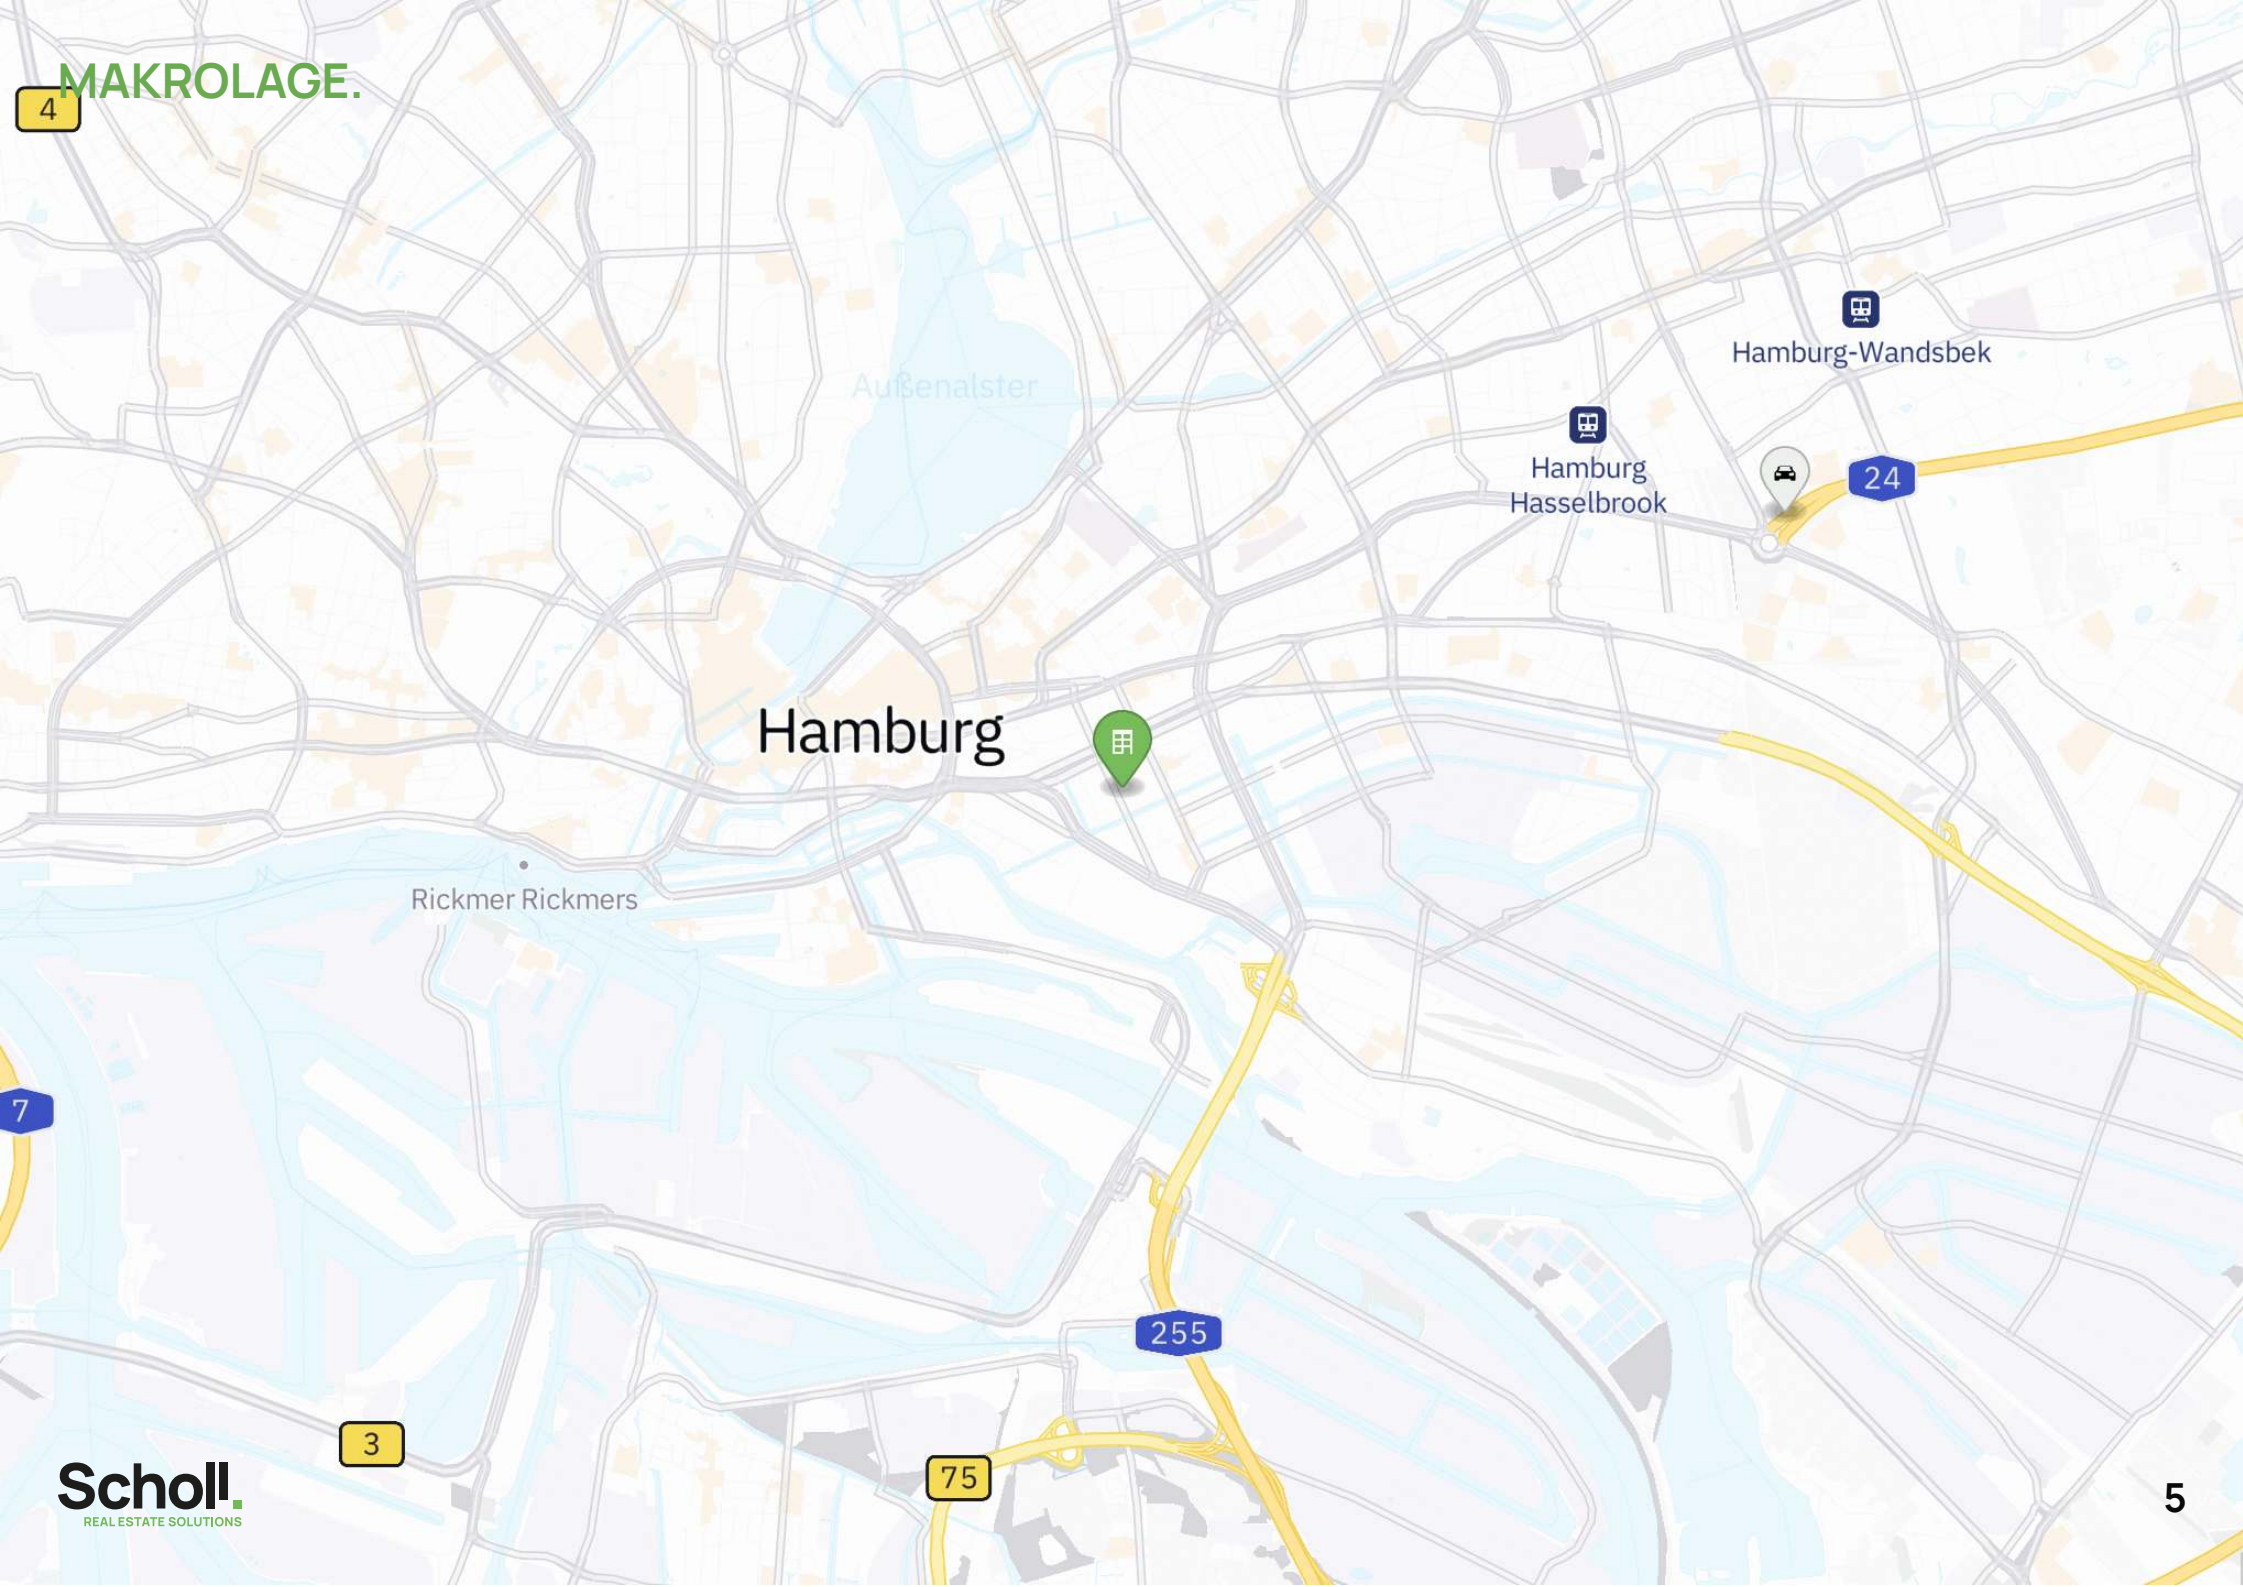 MAKROLAGE.
4
Hamburg-Wandsbek
Außenalster
Hamburg
Hasselbrook
24
Hamburg
Rickmer Rickmers
7
255
3
75
Scholl.
REAL ESTATE SOLUTIONS
5